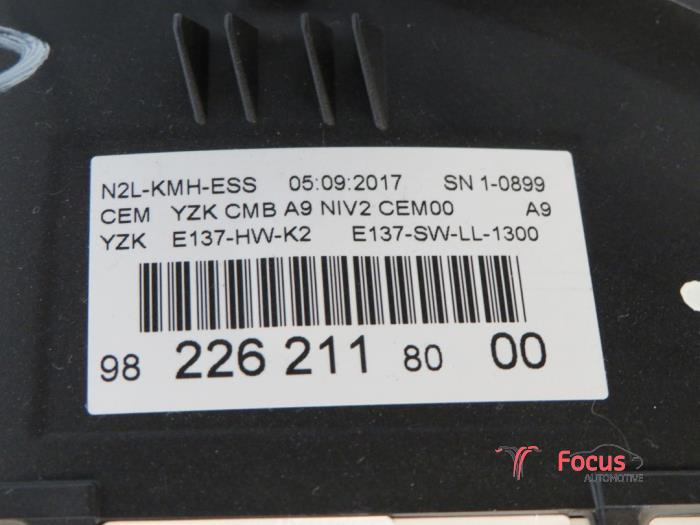 N2L-KMH-ESS 05:09:2017 SN 1-0899
CEM YZK CMB A9 NIV2 CEM00 A9
YZK E137-HW-K2 E137-SW-LL-1300
98 226 211 80 00
Focus
AUTOMOTIVE